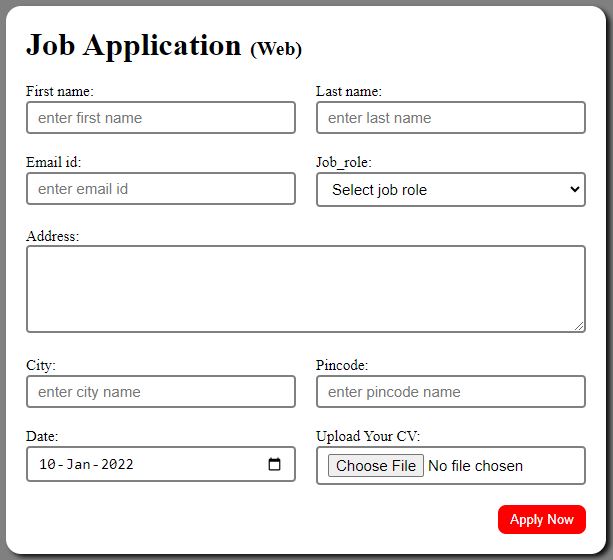 Job Application (Web)
First name: Last name:
enter first name enter last name
Email id: Job_role:
enter email id Select job role
Address:
City: Pincode:
enter city name enter pincode name
Date: Upload Your CV:
10-Jan-2022 Choose File No file chosen
Apply Now